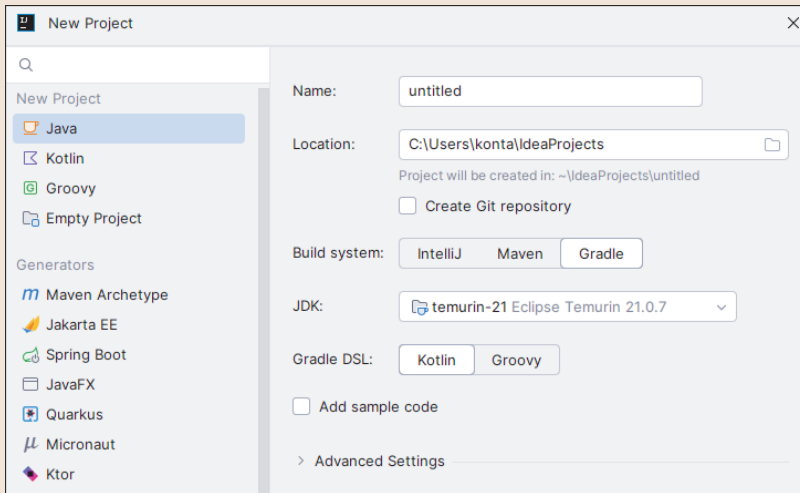 New Project
New Project
Java
Kotlin
Groovy
Empty Project
Generators
Maven Archetype
Jakarta EE
Spring Boot
JavaFX
Quarkus
Micronaut
Ktor
Name: untitled
Location: C:\Users\konta\IdeaProjects
Project will be created in: ~\IdeaProjects\untitled
Create Git repository
Build system: IntelliJ Maven Gradle
JDK: temurin-21 Eclipse Temurin 21.0.7
Gradle DSL: Kotlin Groovy
Add sample code
Advanced Settings